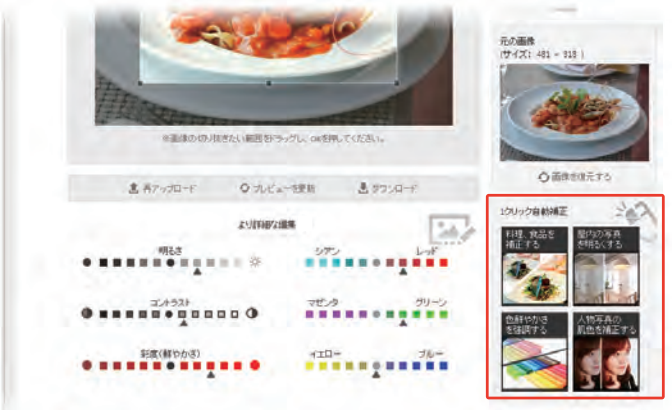 元の画像
(サイズ: 481 × 318 )
※画像の切り抜きたい範囲をドラッグし、OKを押してください。
画像を復元する
再アップロード
プレビューを更新
ダウンロード
より詳細な編集
明るさ
シアン
レッド
コントラスト
マゼンタ
グリーン
彩度(鮮やかさ)
イエロー
ブルー
1クリック自動補正
料理、食品を
補正する
屋内の写真
を明るくする
色鮮やかさ
を強調する
人物写真の
肌色を補正する